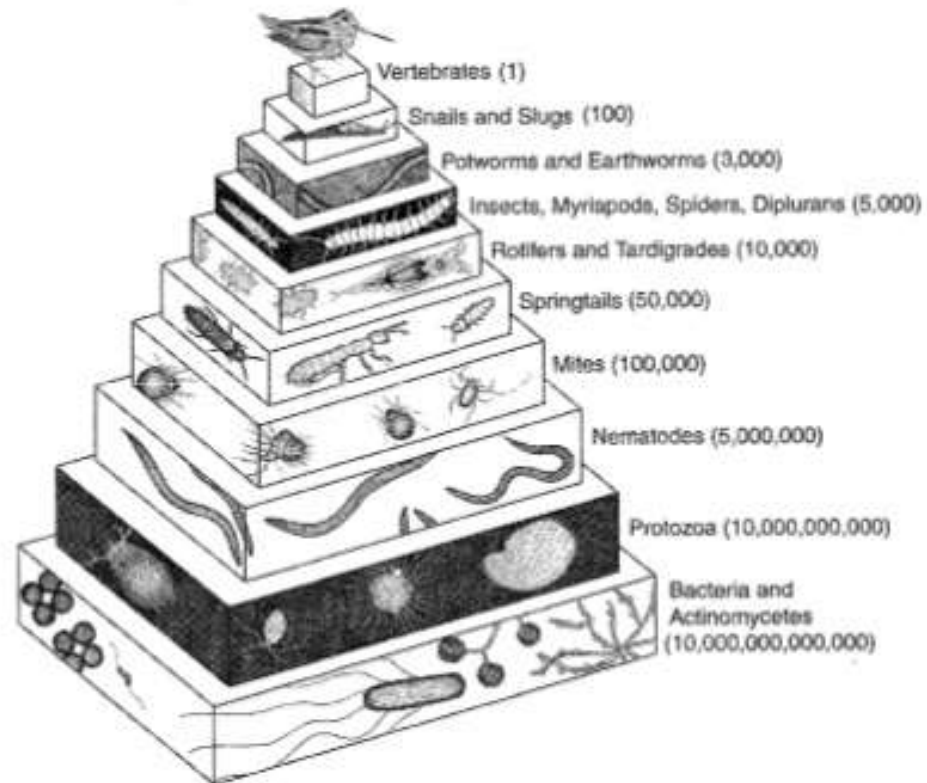 Vertebrates (1)
Snails and Slugs (100)
Potworms and Earthworms (3,000)
Insects, Myriapods, Spiders, Diplurans (5,000)
Rotifers and Tardigrades (10,000)
Springtails (50,000)
Mites (100,000)
Nematodes (5,000,000)
Protozoa (10,000,000,000)
Bacteria and
Actinomycetes
(10,000,000,000,000)